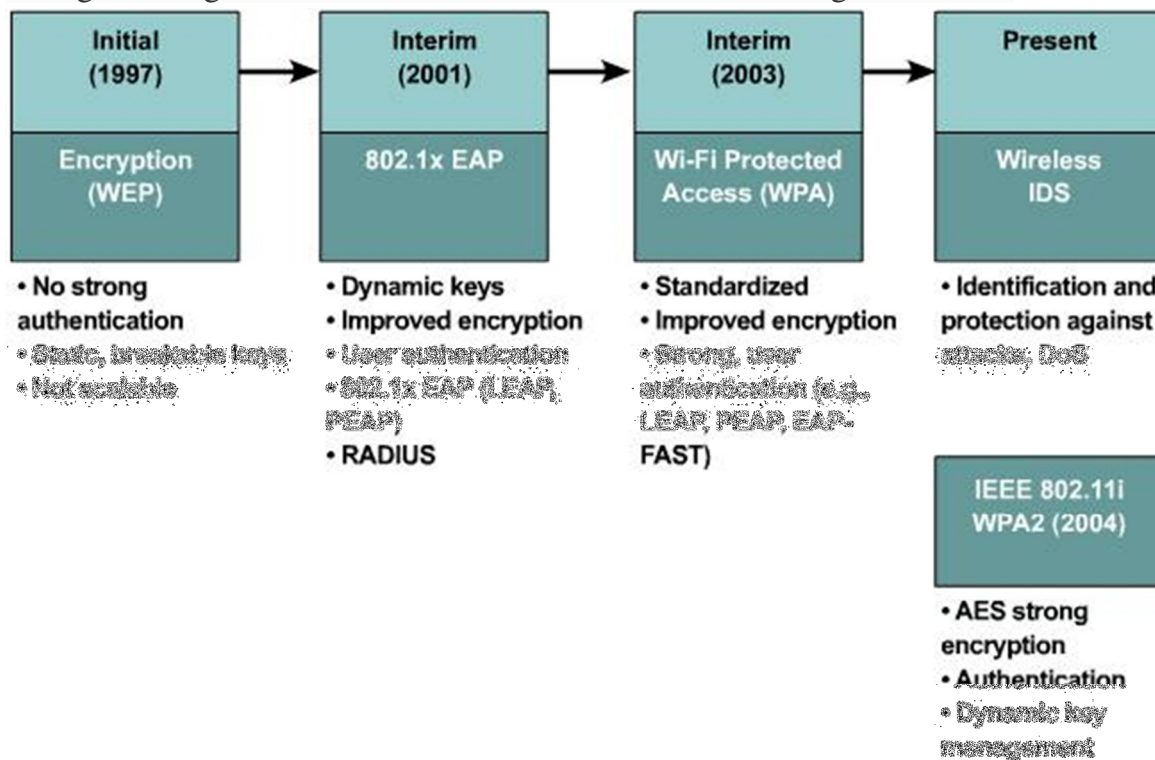 Initial
(1997)
Encryption
(WEP)
• No strong
authentication
• Static, breakable keys
• Not scalable
Interim
(2001)
802.1x EAP
• Dynamic keys
• Improved encryption
• User authentication
• 802.1x EAP (LEAP,
PEAP)
• RADIUS
Interim
(2003)
Wi-Fi Protected
Access (WPA)
• Standardized
• Improved encryption
• Strong, user
authentication (e.g.,
LEAP, PEAP, EAP-
FAST)
Present
Wireless
IDS
• Identification and
protection against
attacks, DoS
IEEE 802.11i
WPA2 (2004)
• AES strong
encryption
• Authentication
• Dynamic key
management